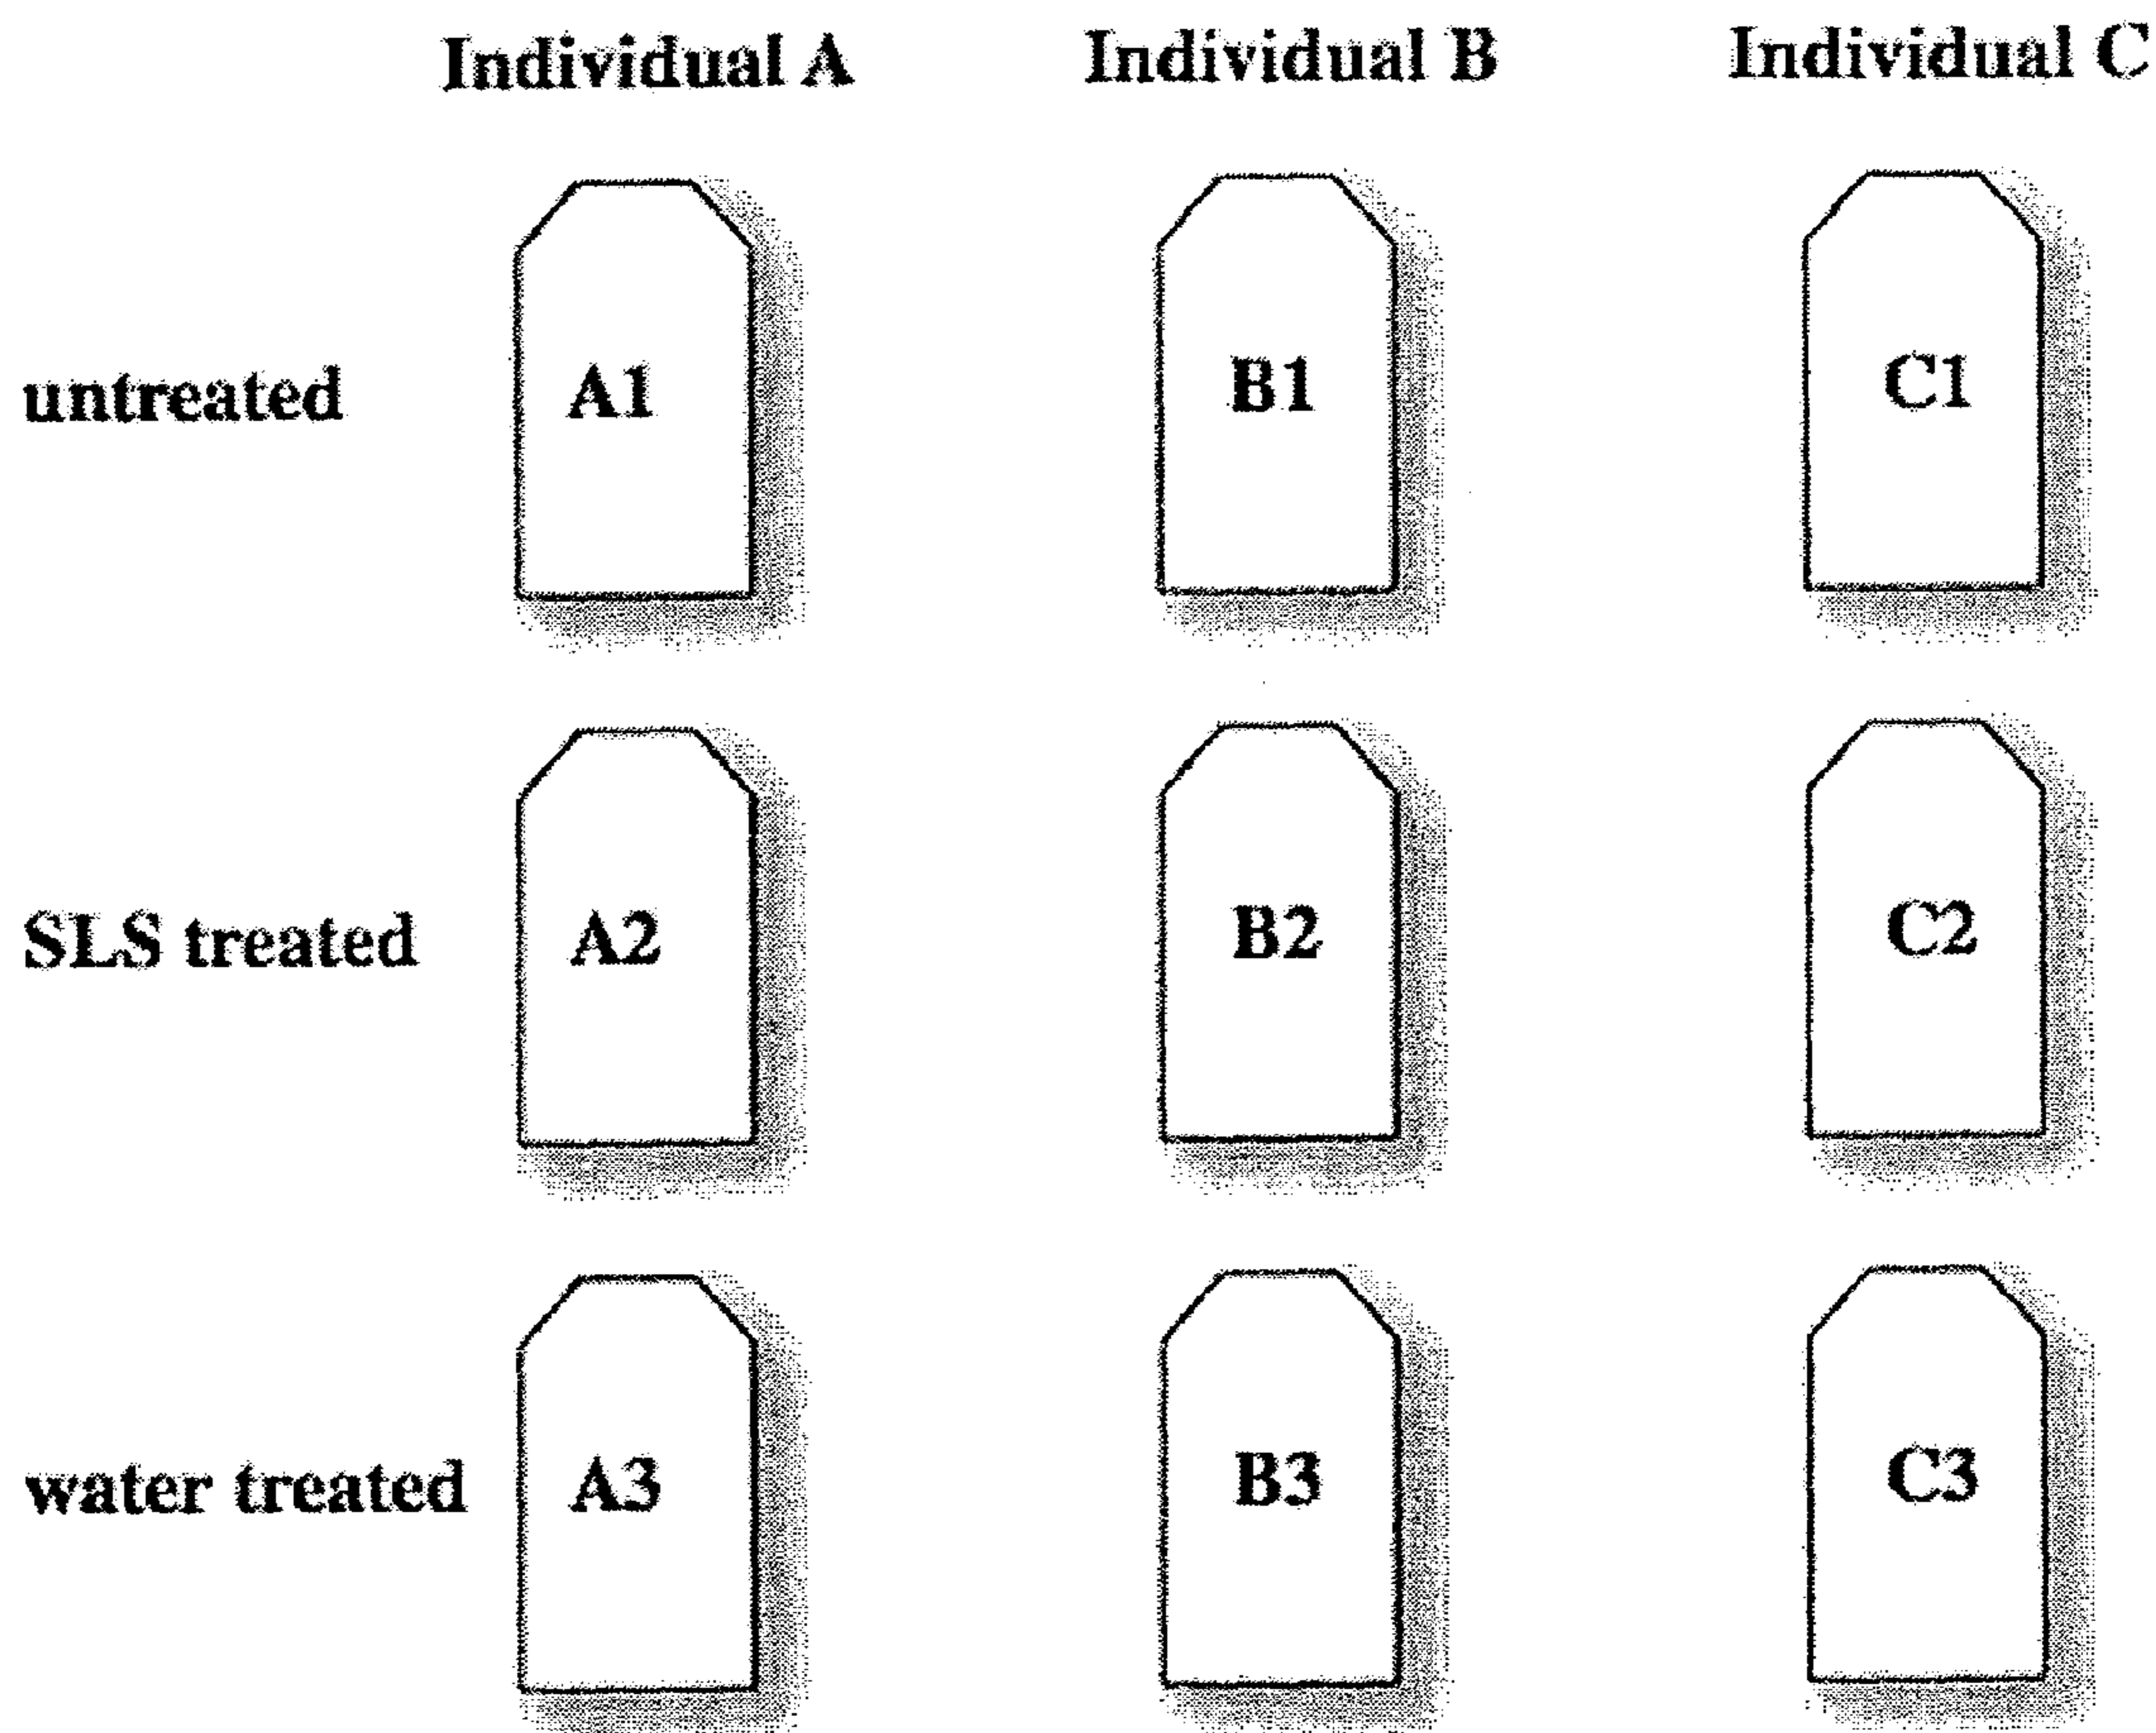 Individual A Individual B Individual C
untreated A1 B1 C1
SLS treated A2 B2 C2
water treated A3 B3 C3